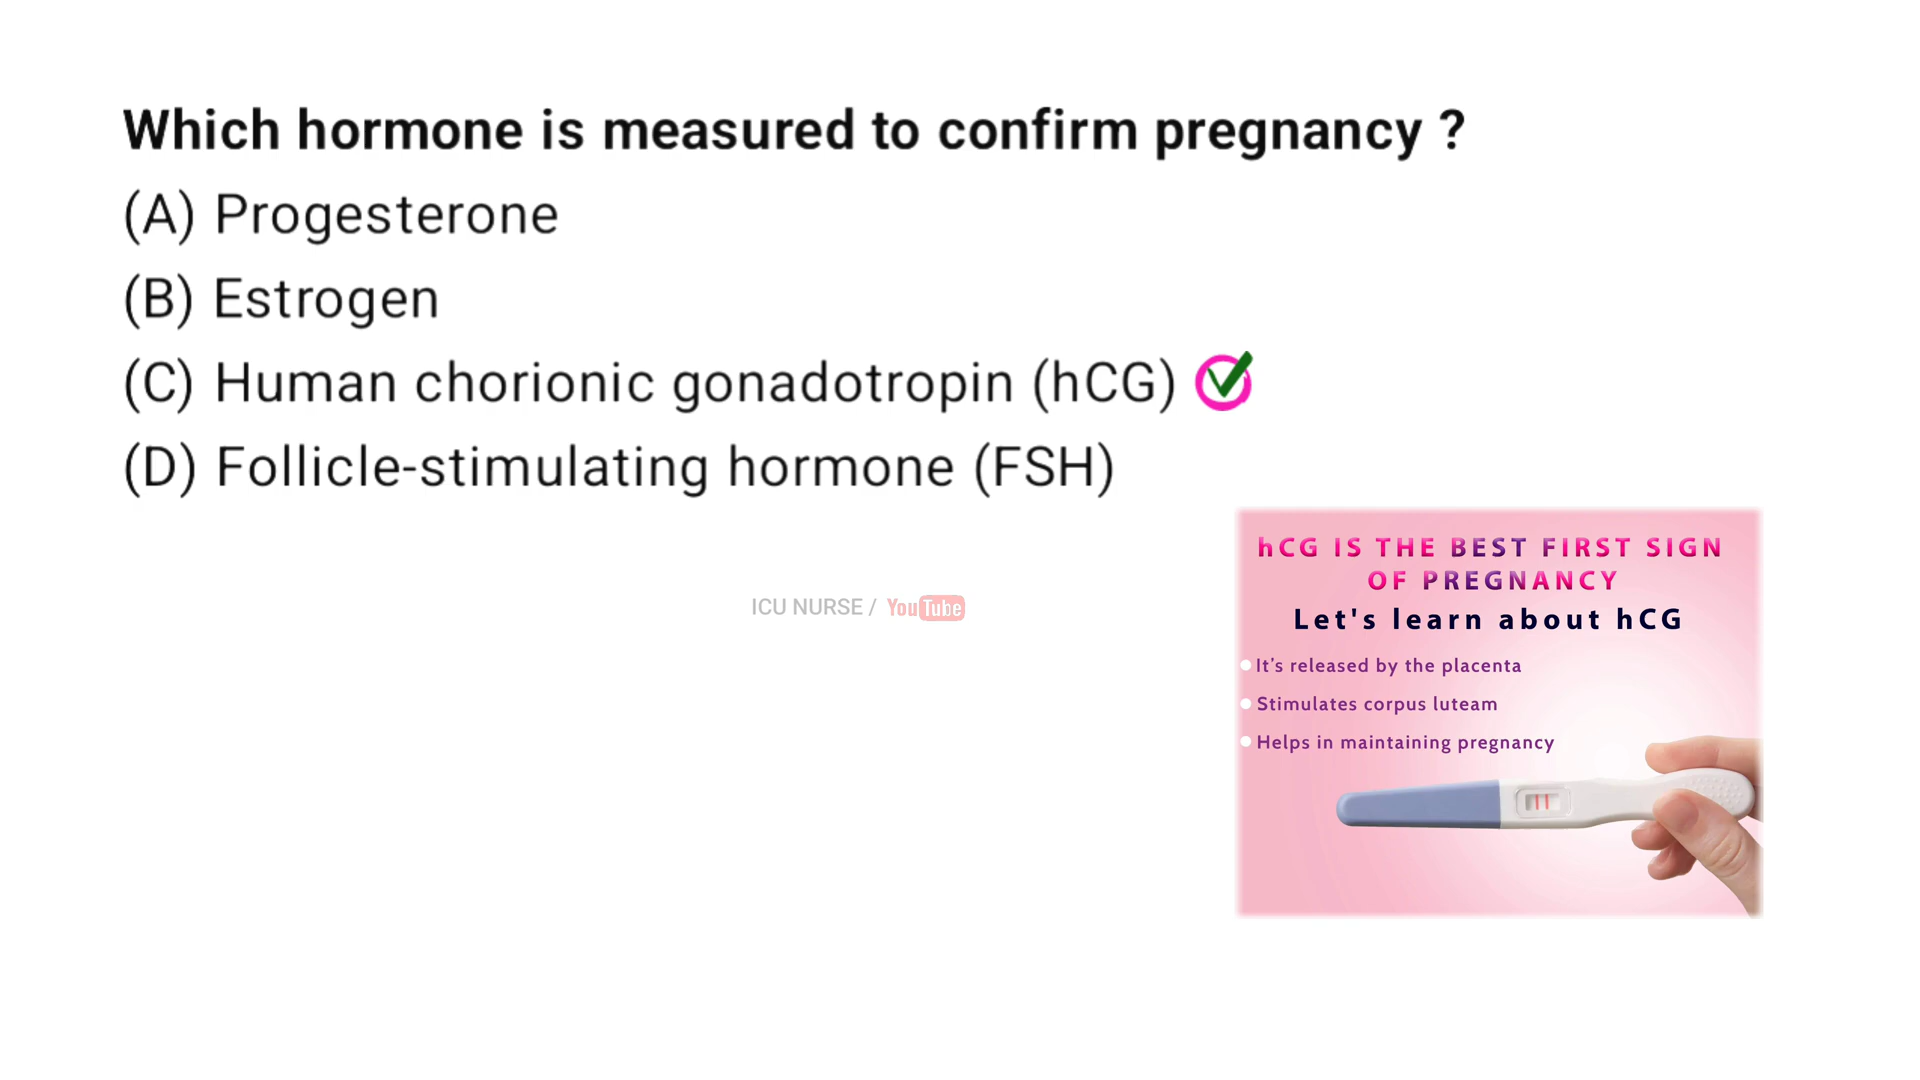 Which hormone is measured to confirm pregnancy ?
(A) Progesterone
(B) Estrogen
(C) Human chorionic gonadotropin (hCG)
(D) Follicle-stimulating hormone (FSH)
ICU NURSE / YouTube
hCG IS THE BEST FIRST SIGN
OF PREGNANCY
Let's learn about hCG
It's released by the placenta
Stimulates corpus luteam
Helps in maintaining pregnancy